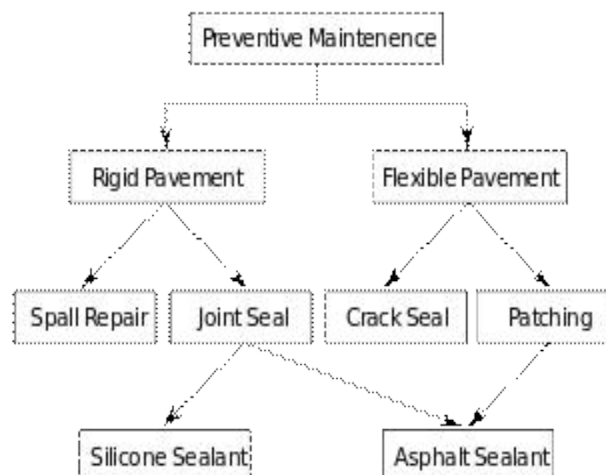 Preventive Maintenence
Rigid Pavement
Flexible Pavement
Spall Repair
Joint Seal
Crack Seal
Patching
Silicone Sealant
Asphalt Sealant